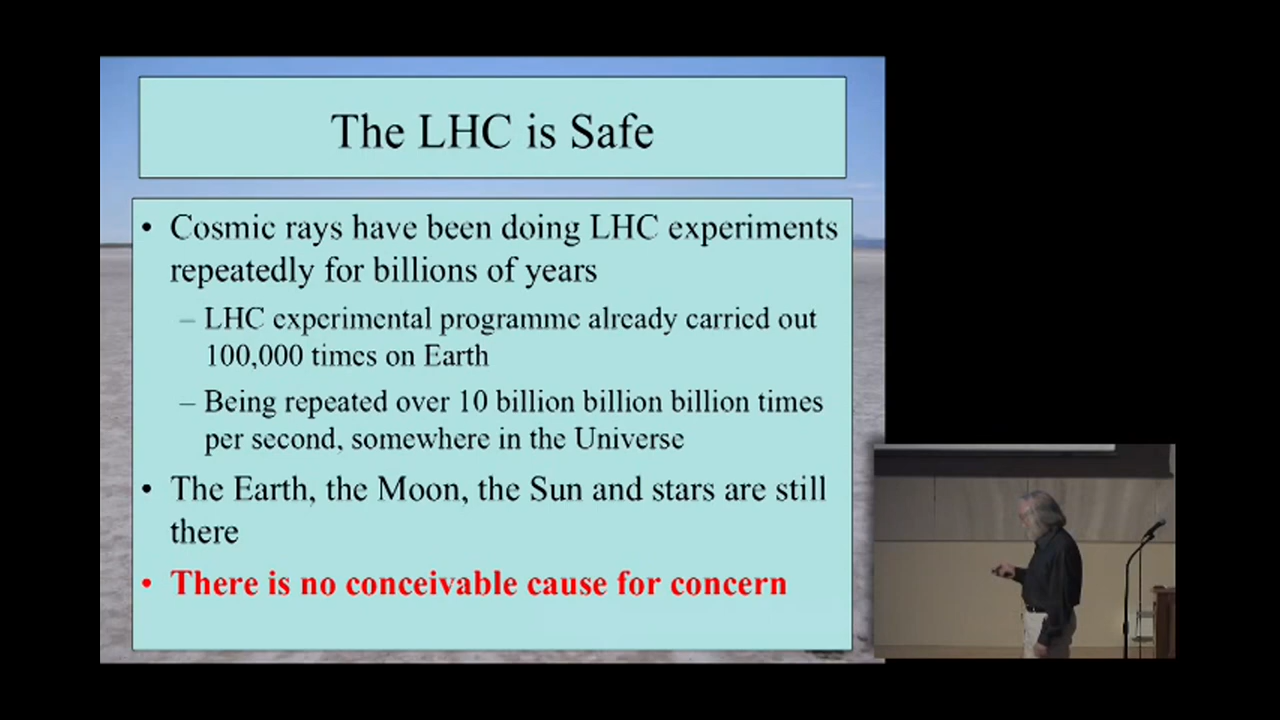 The LHC is Safe
• Cosmic rays have been doing LHC experiments
repeatedly for billions of years
– LHC experimental programme already carried out
100,000 times on Earth
– Being repeated over 10 billion billion billion times
per second, somewhere in the Universe
• The Earth, the Moon, the Sun and stars are still
there
• There is no conceivable cause for concern